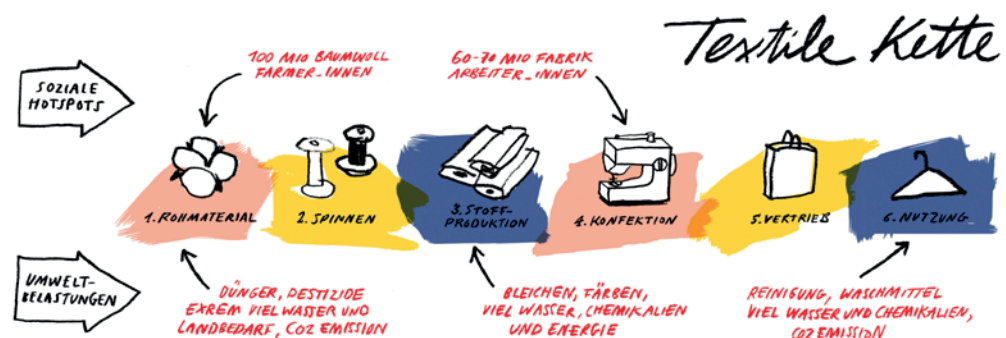 Textile Kette
SOZIALE
HOTSPOTS
100 MIO BAUMWOLL
FARMER_INNEN
60-70 MIO FABRIK
ARBEITER_INNEN
1. ROHMATERIAL
2. SPINNEN
3. STOFF-
PRODUKTION
4. KONFEKTION
5. VERTRIEB
6. NUTZUNG
UMWELT-
BELASTUNGEN
DÜNGER, PESTIZIDE
EXREM VIEL WASSER UND
LANDBEDARF, CO2 EMISSION
BLEICHEN, FÄRBEN,
VIEL WASSER, CHEMIKALIEN
UND ENERGIE
REINIGUNG, WASCHMITTEL
VIEL WASSER UND CHEMIKALIEN,
CO2 EMISSION